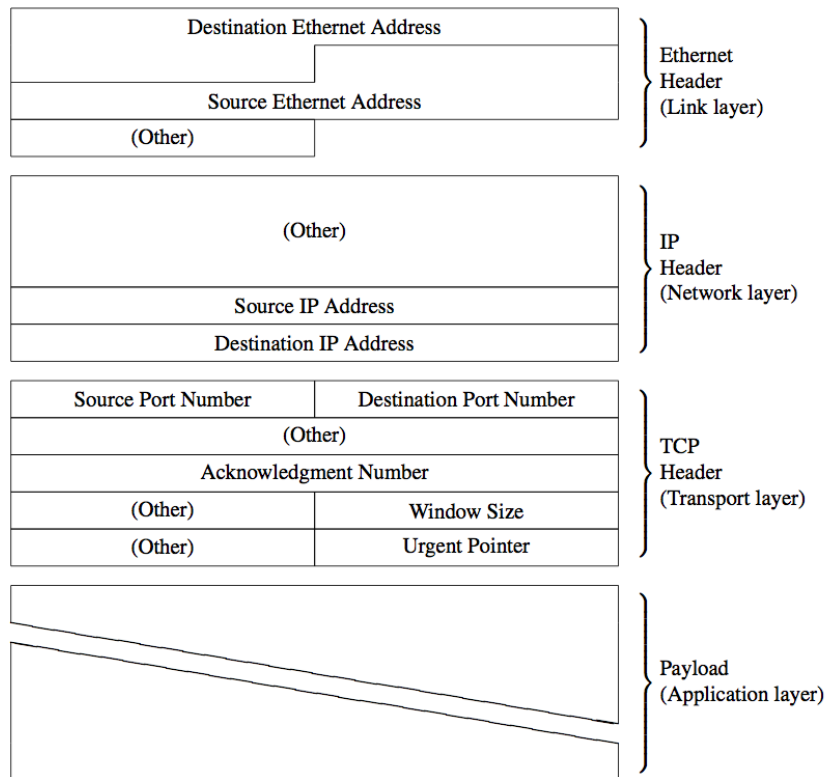 Destination Ethernet Address
Source Ethernet Address
(Other)
Ethernet
Header
(Link layer)
(Other)
Source IP Address
Destination IP Address
IP
Header
(Network layer)
Source Port Number
Destination Port Number
(Other)
Acknowledgment Number
(Other)
Window Size
(Other)
Urgent Pointer
TCP
Header
(Transport layer)
Payload
(Application layer)